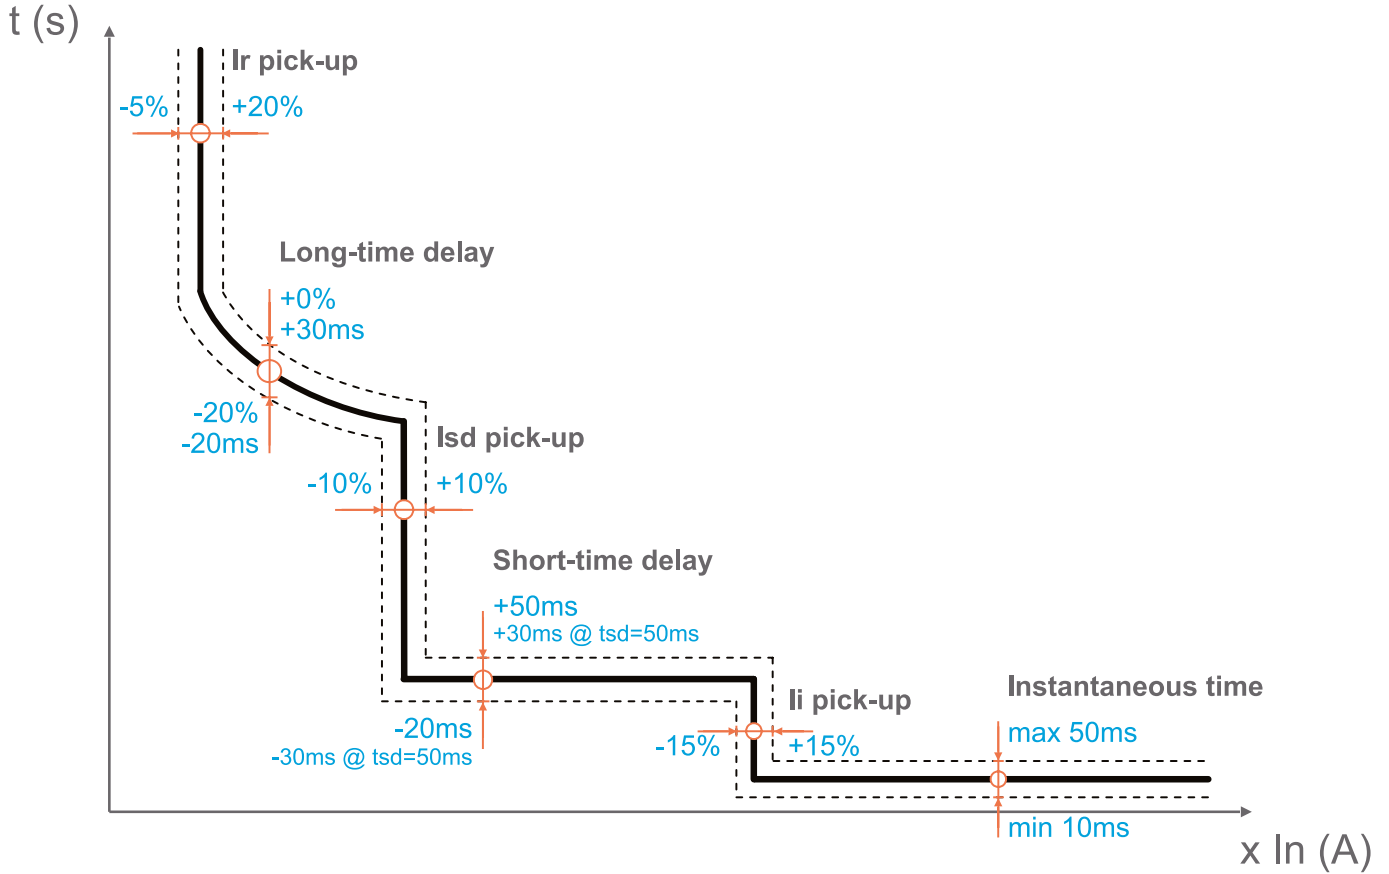 t (s)
Ir pick-up
-5%
+20%
Long-time delay
+0%
+30ms
-20%
-20ms
Isd pick-up
-10%
+10%
Short-time delay
+50ms
+30ms @ tsd=50ms
-20ms
-30ms @ tsd=50ms
Ii pick-up
-15%
+15%
Instantaneous time
max 50ms
min 10ms
x In (A)